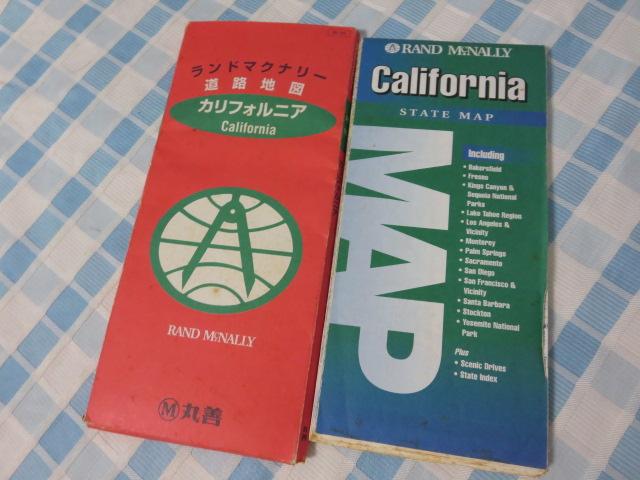 ランドマクナリー
道路地図
カリフォルニア
California
RAND McNALLY
M丸善
RAND McNALLY
California
STATE MAP
MAP
Including
• Bakersfield
• Fresno
• Kings Canyon &
Sequoia National
Parks
• Lake Tahoe Region
• Los Angeles &
Vicinity
• Monterey
• Palm Springs
• Sacramento
• San Diego
• San Francisco &
Vicinity
• Santa Barbara
• Stockton
• Yosemite National
Park
Plus
• Scenic Drives
• State Index